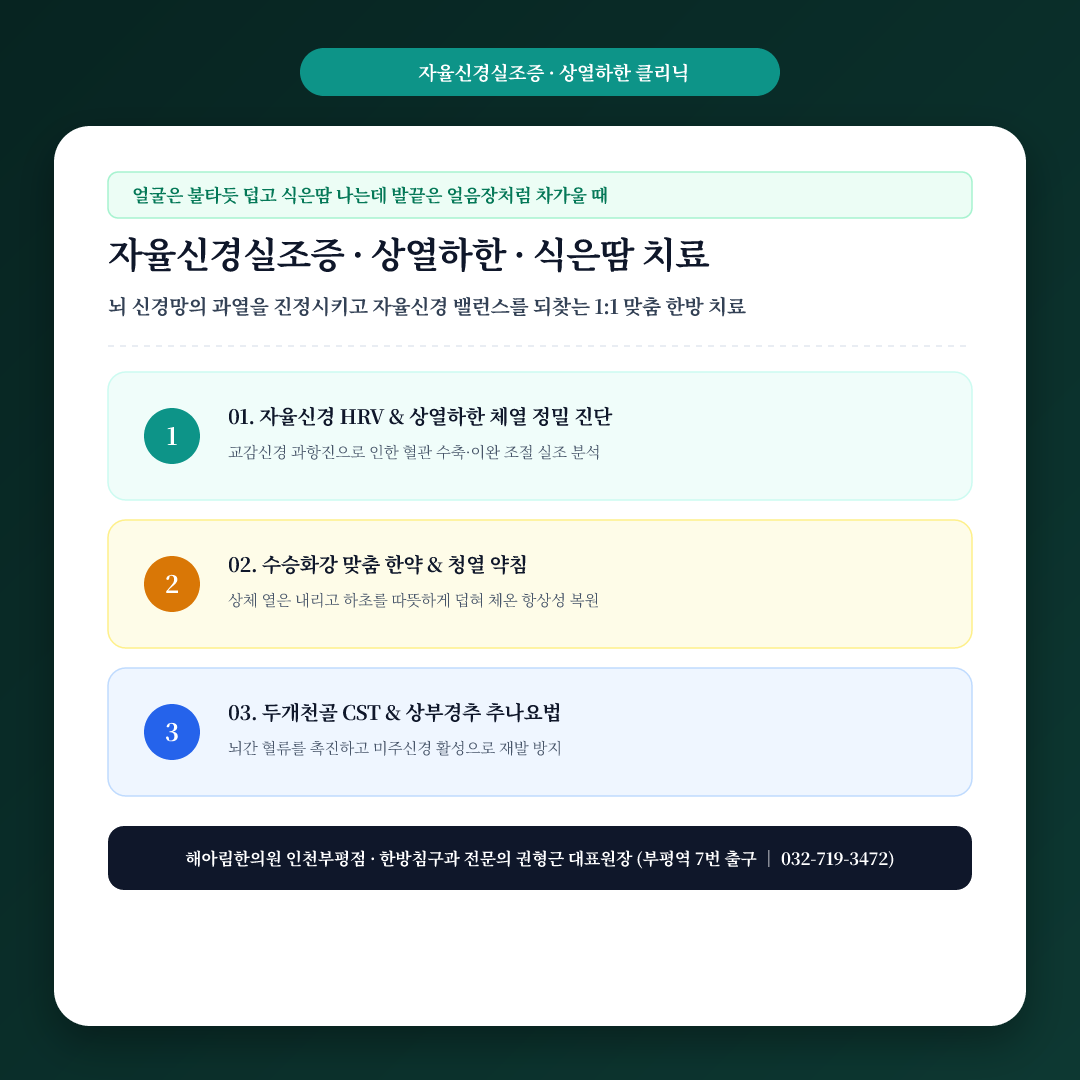 자율신경실조증 · 상열하한 클리닉
얼굴은 불타듯 덥고 식은땀 나는데 발끝은 얼음장처럼 차가울 때
자율신경실조증 · 상열하한 · 식은땀 치료
뇌 신경망의 과열을 진정시키고 자율신경 밸런스를 되찾는 1:1 맞춤 한방 치료
1
01. 자율신경 HRV & 상열하한 체열 정밀 진단
교감신경 과항진으로 인한 혈관 수축·이완 조절 실조 분석
2
02. 수승화강 맞춤 한약 & 청열 약침
상체 열은 내리고 하초를 따뜻하게 덥혀 체온 항상성 복원
3
03. 두개천골 CST & 상부경추 추나요법
뇌간 혈류를 촉진하고 미주신경 활성으로 재발 방지
해아림한의원 인천부평점 · 한방침구과 전문의 권형근 대표원장 (부평역 7번 출구 | 032-719-3472)